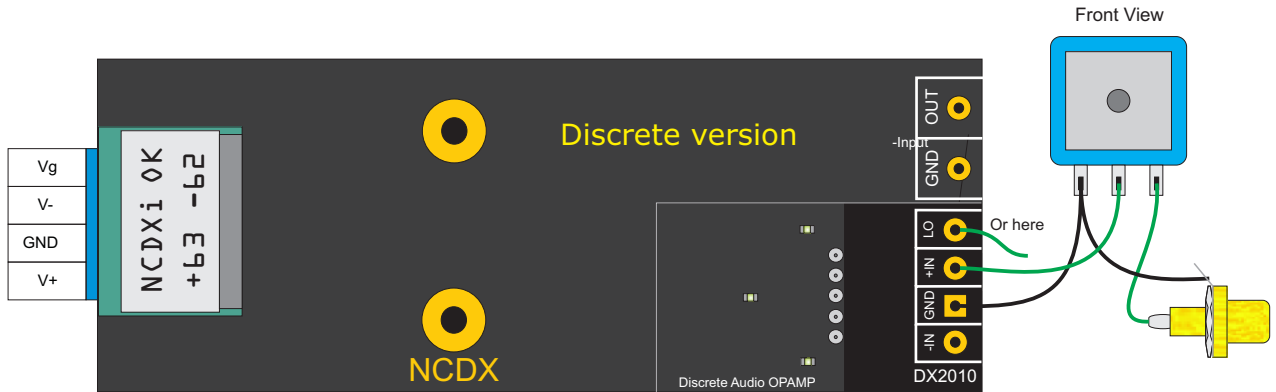 Front View
Discrete version
OUT
-Input
GND
Vg
V-
GND
V+
NCDXi OK
+63 -62
LO
Or here
+IN
GND
-IN
NCDX
Discrete Audio OPAMP
DX2010